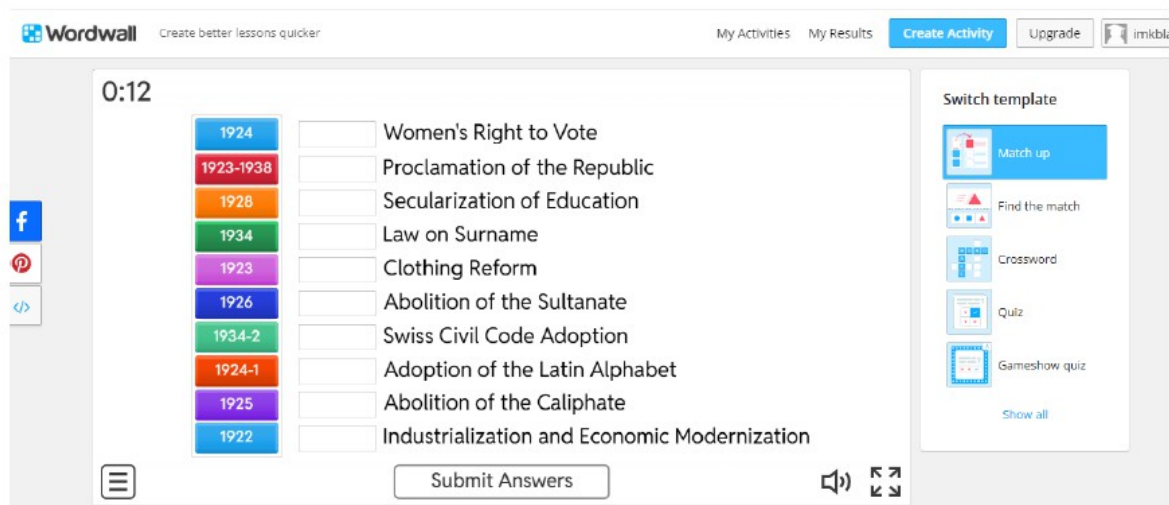 Wordwall Create better lessons quicker My Activities My Results Create Activity Upgrade imkbla
0:12
1924 Women's Right to Vote
1923-1938 Proclamation of the Republic
1928 Secularization of Education
1934 Law on Surname
1923 Clothing Reform
1926 Abolition of the Sultanate
1934-2 Swiss Civil Code Adoption
1924-1 Adoption of the Latin Alphabet
1925 Abolition of the Caliphate
1922 Industrialization and Economic Modernization
Submit Answers
Switch template
Match up
Find the match
Crossword
Quiz
Gameshow quiz
Show all